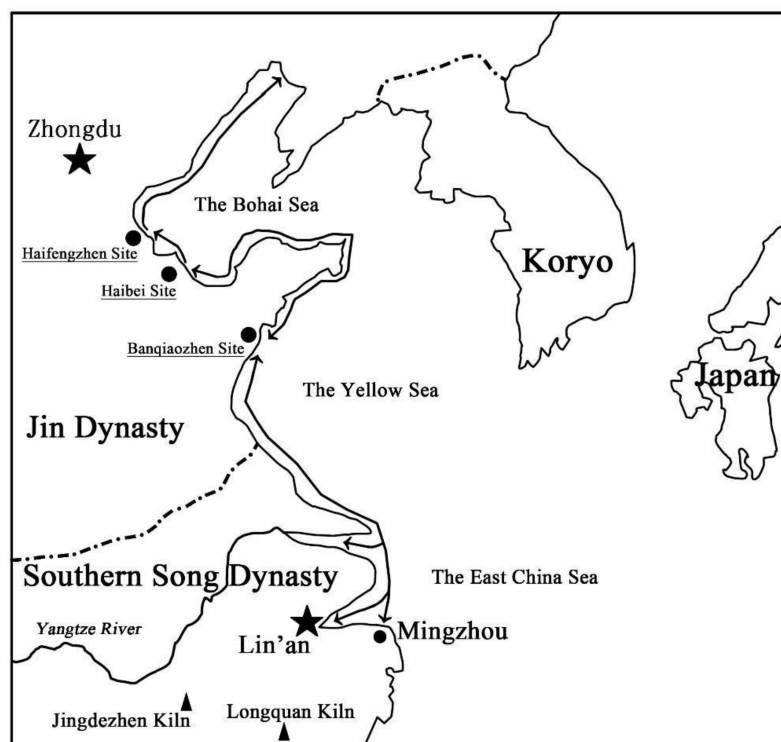 Zhongdu
The Bohai Sea
Haifengzhen Site
Koryo
Haibei Site
Banqiaozhen Site
Japan
The Yellow Sea
Jin Dynasty
Southern Song Dynasty
The East China Sea
Yangtze River
Lin'an
Mingzhou
Jingdezhen Kiln
Longquan Kiln